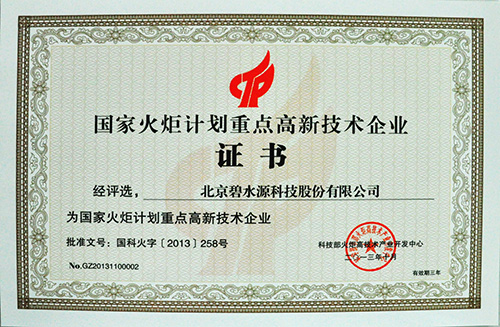 CTP
国家火炬计划重点高新技术企业
证书
经评选，北京碧水源科技股份有限公司
为国家火炬计划重点高新技术企业
批准文号：国科火字［2013］258号
科技部火炬高技术产业开发中心
二〇一三年十月
No.GZ20131100002
有效期三年